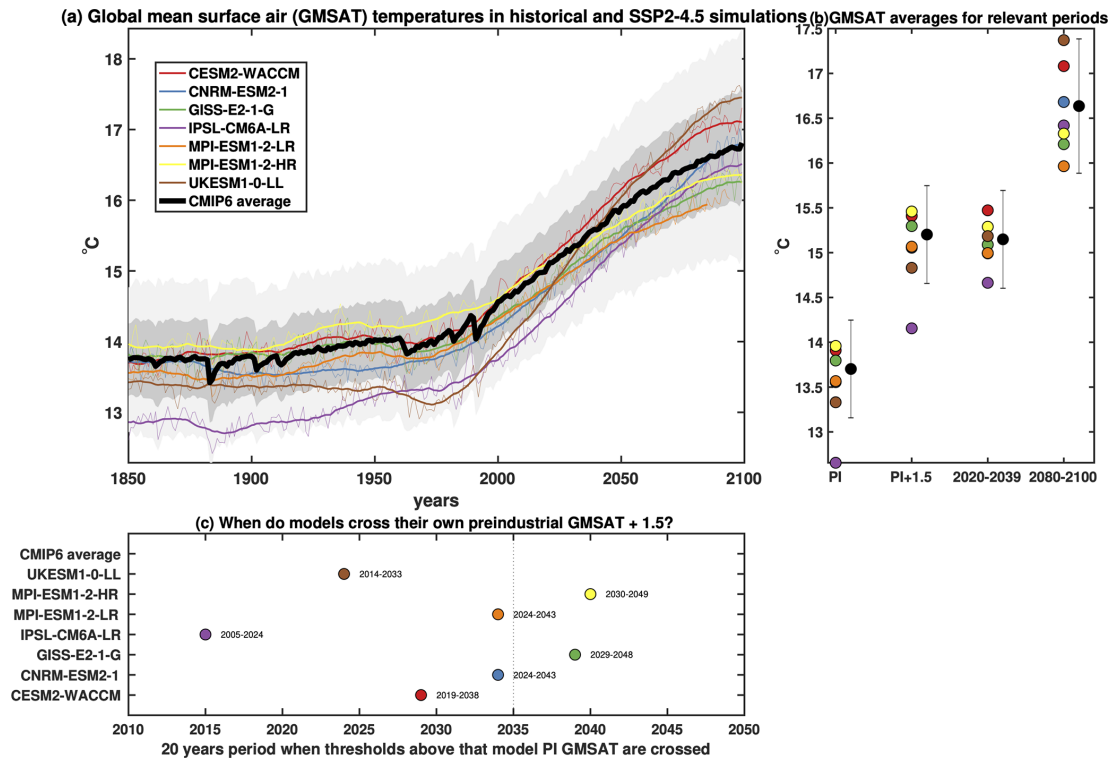 (a) Global mean surface air (GMSAT) temperatures in historical and SSP2-4.5 simulations
18
17
16
15
14
13
°C
CESM2-WACCM
CNRM-ESM2-1
GISS-E2-1-G
IPSL-CM6A-LR
MPI-ESM1-2-LR
MPI-ESM1-2-HR
UKESM1-0-LL
CMIP6 average
1850
1900
1950
2000
2050
2100
years
(b)GMSAT averages for relevant periods
17.5
17
16.5
16
15.5
15
14.5
14
13.5
13
°C
PI
PI+1.5
2020-2039
2080-2100
(c) When do models cross their own preindustrial GMSAT + 1.5?
CMIP6 average
UKESM1-0-LL
2014-2033
MPI-ESM1-2-HR
2030-2049
MPI-ESM1-2-LR
2024-2043
IPSL-CM6A-LR
2005-2024
GISS-E2-1-G
2029-2048
CNRM-ESM2-1
2024-2043
CESM2-WACCM
2019-2038
2010
2015
2020
2025
2030
2035
2040
2045
2050
20 years period when thresholds above that model PI GMSAT are crossed